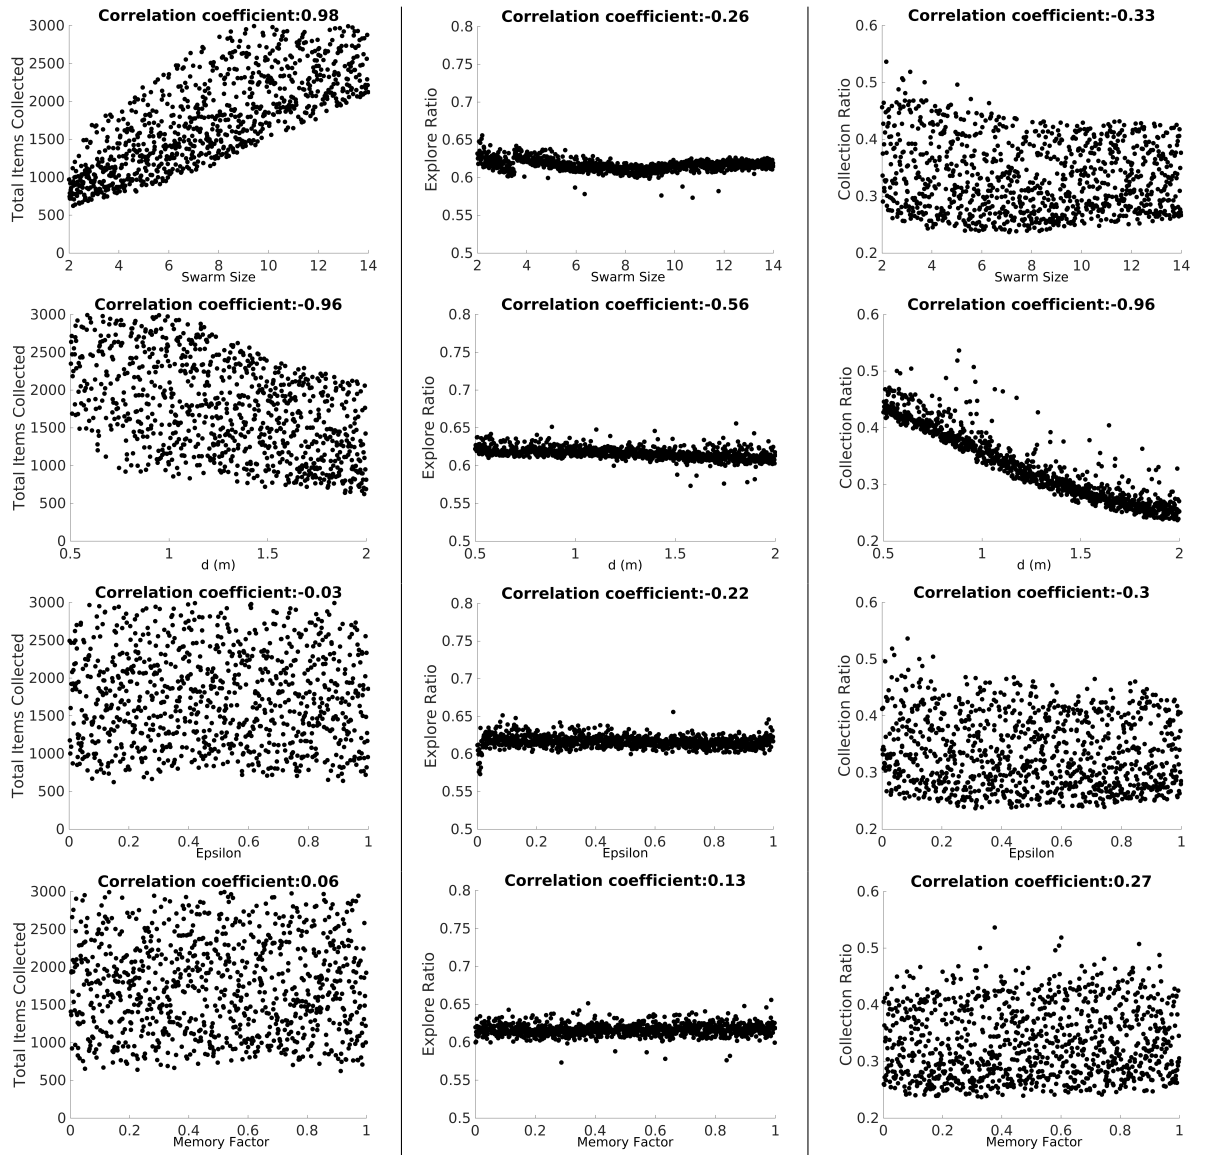 Correlation coefficient:0.98
Total Items Collected
3000
2500
2000
1500
1000
500
0
2 4 6 8 10 12 14
Swarm Size
Correlation coefficient:-0.26
Explore Ratio
0.8
0.75
0.7
0.65
0.6
0.55
0.5
2 4 6 8 10 12 14
Swarm Size
Correlation coefficient:-0.33
Collection Ratio
0.6
0.5
0.4
0.3
0.2
2 4 6 8 10 12 14
Swarm Size
Correlation coefficient:-0.96
Total Items Collected
3000
2500
2000
1500
1000
500
0
0.5 1 1.5 2
d (m)
Correlation coefficient:-0.56
Explore Ratio
0.8
0.75
0.7
0.65
0.6
0.55
0.5
0.5 1 1.5 2
d (m)
Correlation coefficient:-0.96
Collection Ratio
0.6
0.5
0.4
0.3
0.2
0.5 1 1.5 2
d (m)
Correlation coefficient:-0.03
Total Items Collected
3000
2500
2000
1500
1000
500
0
0 0.2 0.4 0.6 0.8 1
Epsilon
Correlation coefficient:-0.22
Explore Ratio
0.8
0.75
0.7
0.65
0.6
0.55
0.5
0 0.2 0.4 0.6 0.8 1
Epsilon
Correlation coefficient:-0.3
Collection Ratio
0.6
0.5
0.4
0.3
0.2
0 0.2 0.4 0.6 0.8 1
Epsilon
Correlation coefficient:0.06
Total Items Collected
3000
2500
2000
1500
1000
500
0
0 0.2 0.4 0.6 0.8 1
Memory Factor
Correlation coefficient:0.13
Explore Ratio
0.8
0.75
0.7
0.65
0.6
0.55
0.5
0 0.2 0.4 0.6 0.8 1
Memory Factor
Correlation coefficient:0.27
Collection Ratio
0.6
0.5
0.4
0.3
0.2
0 0.2 0.4 0.6 0.8 1
Memory Factor